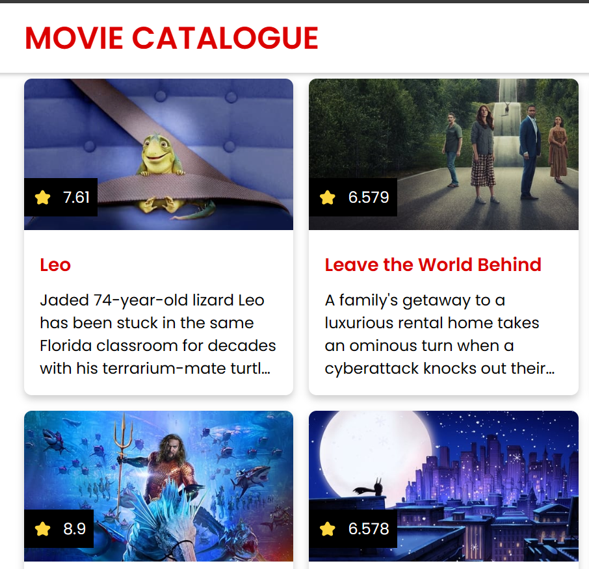 MOVIE CATALOGUE
7.61
6.579
Leo
Leave the World Behind
Jaded 74-year-old lizard Leo
has been stuck in the same
Florida classroom for decades
with his terrarium-mate turtl...
A family's getaway to a
luxurious rental home takes
an ominous turn when a
cyberattack knocks out their...
8.9
6.578